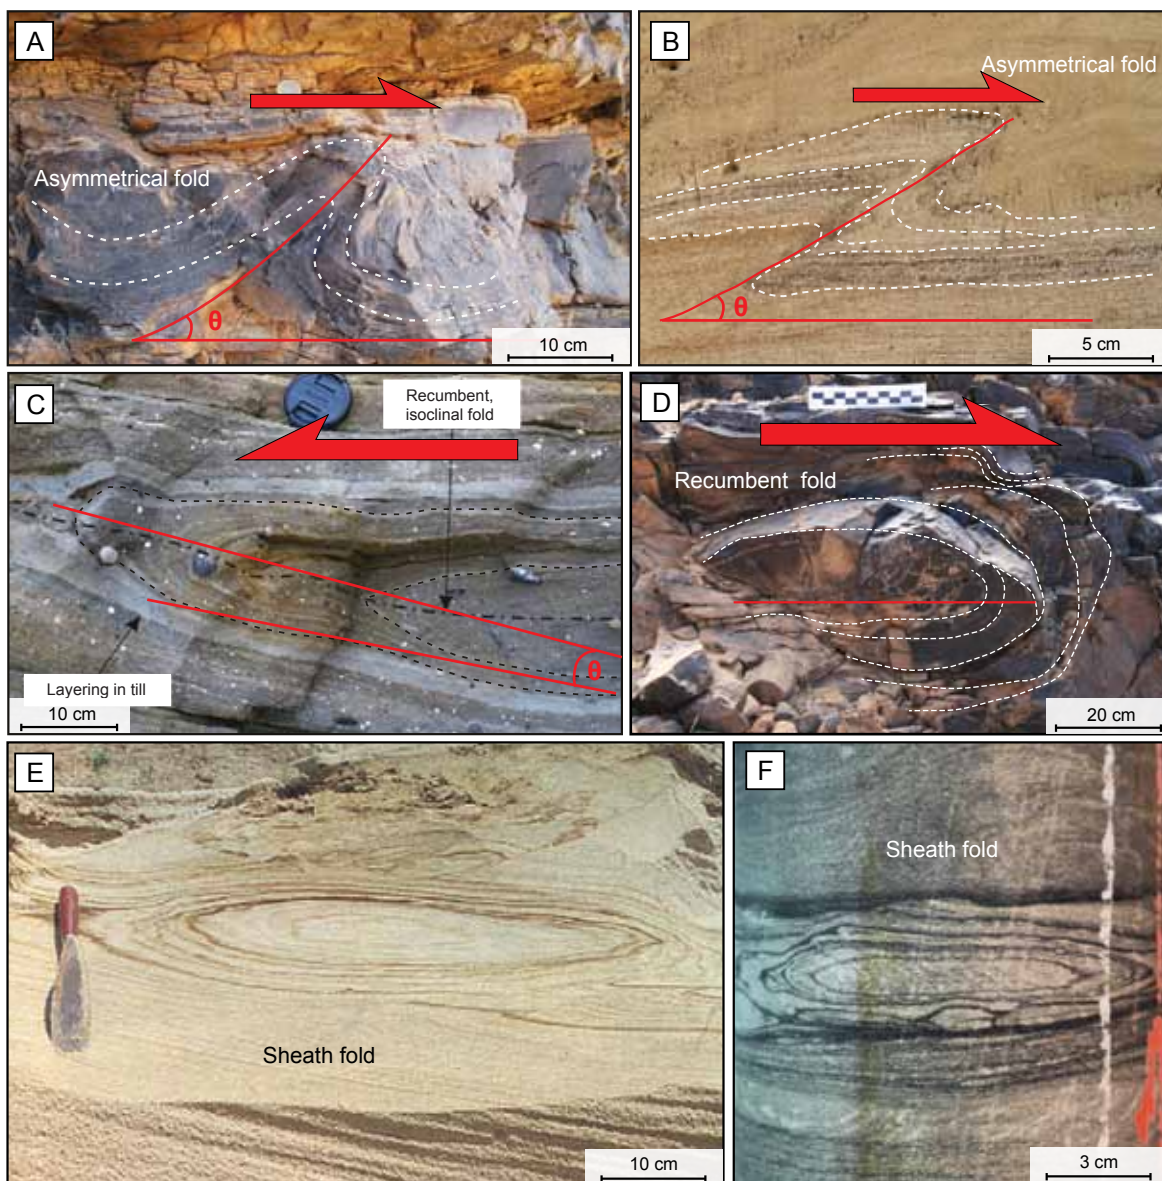 A
Asymmetrical fold
θ
10 cm
B
Asymmetrical fold
θ
5 cm
C
Recumbent,
isoclinal fold
θ
Layering in till
10 cm
D
Recumbent fold
20 cm
E
Sheath fold
10 cm
F
Sheath fold
3 cm